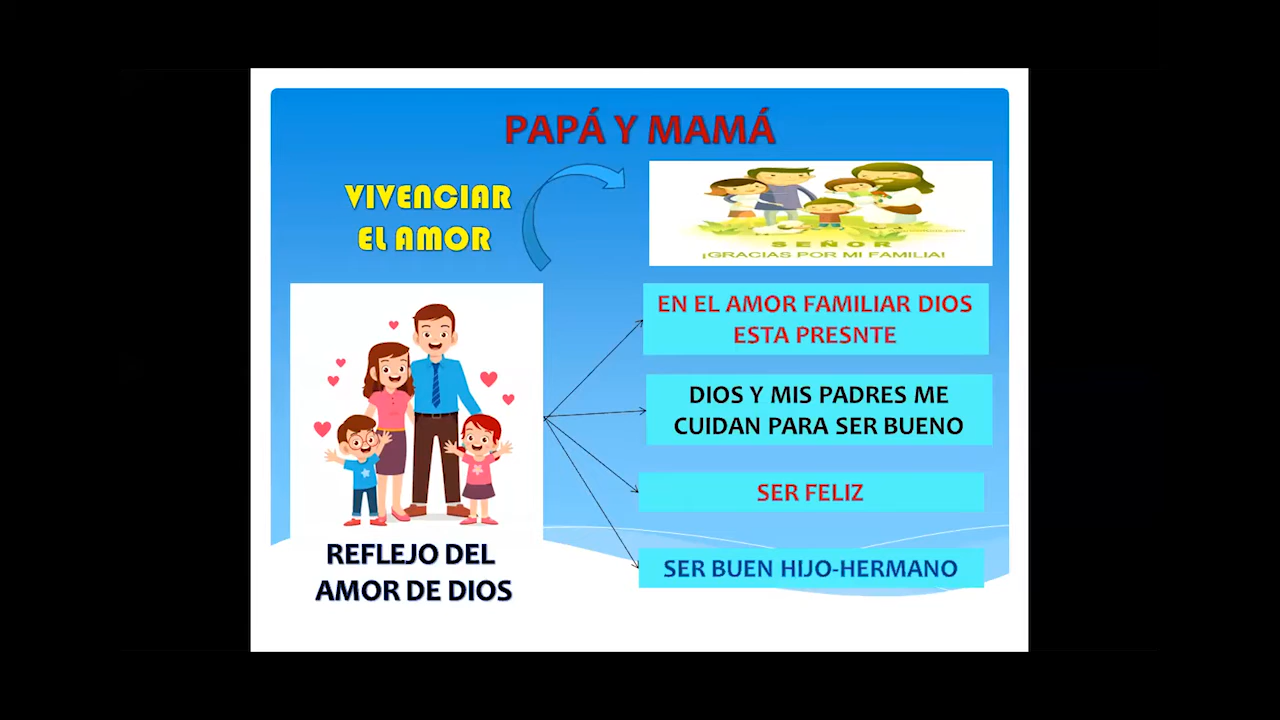 PAPÁ Y MAMÁ
VIVENCIAR
EL AMOR
SEÑOR
¡GRACIAS POR MI FAMILIA!
EN EL AMOR FAMILIAR DIOS
ESTA PRESNTE
DIOS Y MIS PADRES ME
CUIDAN PARA SER BUENO
SER FELIZ
SER BUEN HIJO-HERMANO
REFLEJO DEL
AMOR DE DIOS